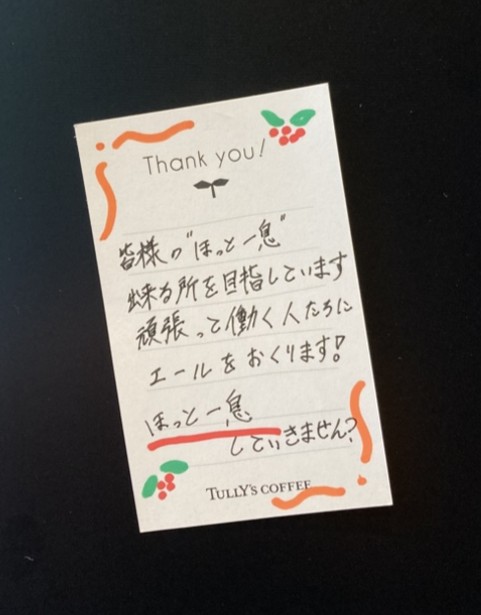 Thank you!
皆様の"ほっと一息"
出来る所を目指しています
頑張って働く人たちに
エールをおくります!
ほっと一息
していきません?
TULLY'S COFFEE